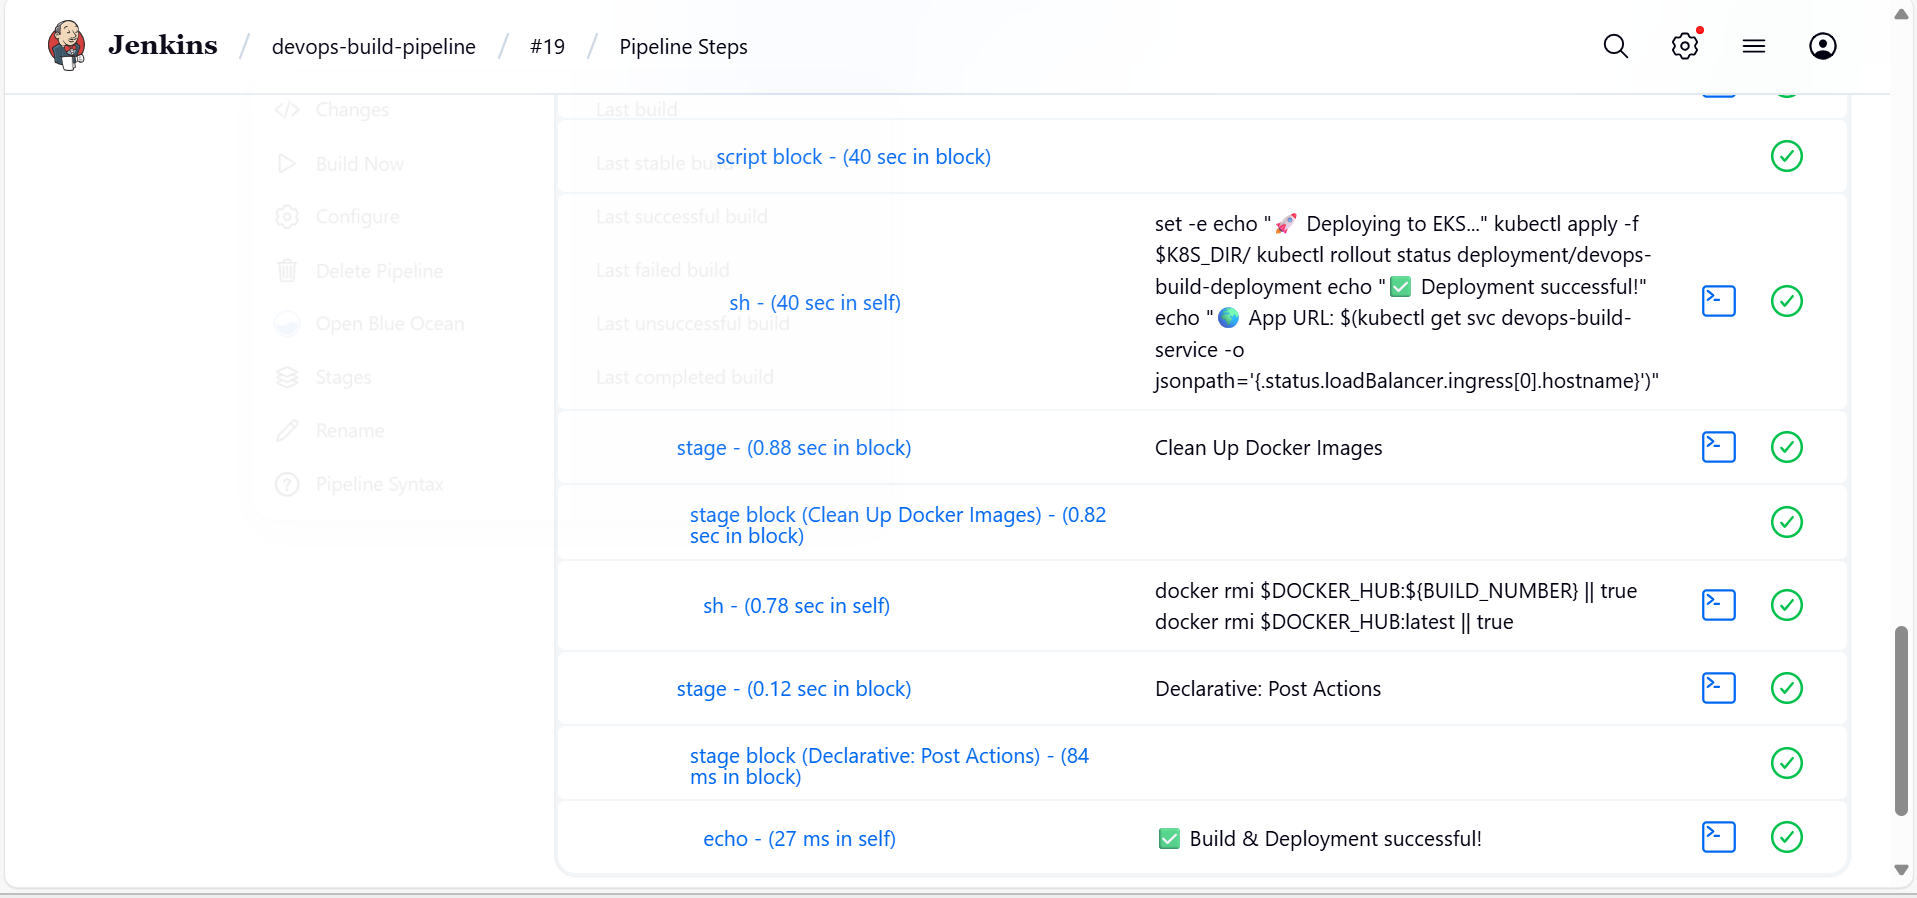 Jenkins / devops-build-pipeline / #19 / Pipeline Steps
Changes
Build Now
Configure
Delete Pipeline
Open Blue Ocean
Stages
Rename
Pipeline Syntax
Last build
Last stable build
Last successful build
Last failed build
Last unsuccessful build
Last completed build
script block - (40 sec in block)
sh - (40 sec in self)
set -e echo "🚀 Deploying to EKS..." kubectl apply -f
$K8S_DIR/ kubectl rollout status deployment/devops-
build-deployment echo "✅ Deployment successful!"
echo "🌍 App URL: $(kubectl get svc devops-build-
service -o
jsonpath='{.status.loadBalancer.ingress[0].hostname}')"
stage - (0.88 sec in block)
Clean Up Docker Images
stage block (Clean Up Docker Images) - (0.82
sec in block)
sh - (0.78 sec in self)
docker rmi $DOCKER_HUB:${BUILD_NUMBER} || true
docker rmi $DOCKER_HUB:latest || true
stage - (0.12 sec in block)
Declarative: Post Actions
stage block (Declarative: Post Actions) - (84
ms in block)
echo - (27 ms in self)
✅ Build & Deployment successful!